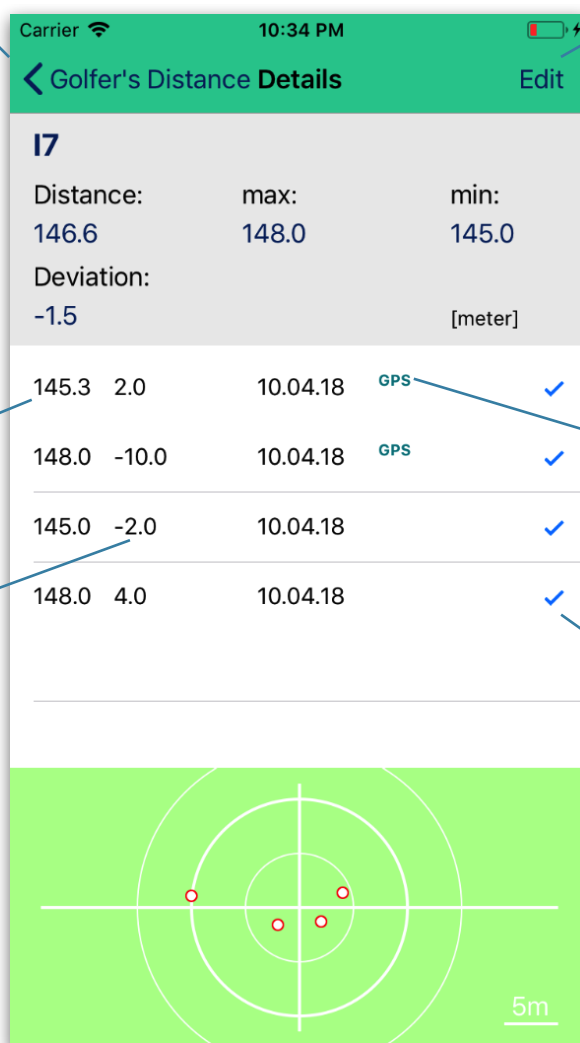 Carrier 10:34 PM
Golfer's Distance Details Edit
I7
Distance: max: min:
146.6 148.0 145.0
Deviation:
-1.5 [meter]
145.3 2.0 10.04.18 GPS
148.0 -10.0 10.04.18 GPS
145.0 -2.0 10.04.18
148.0 4.0 10.04.18
5m